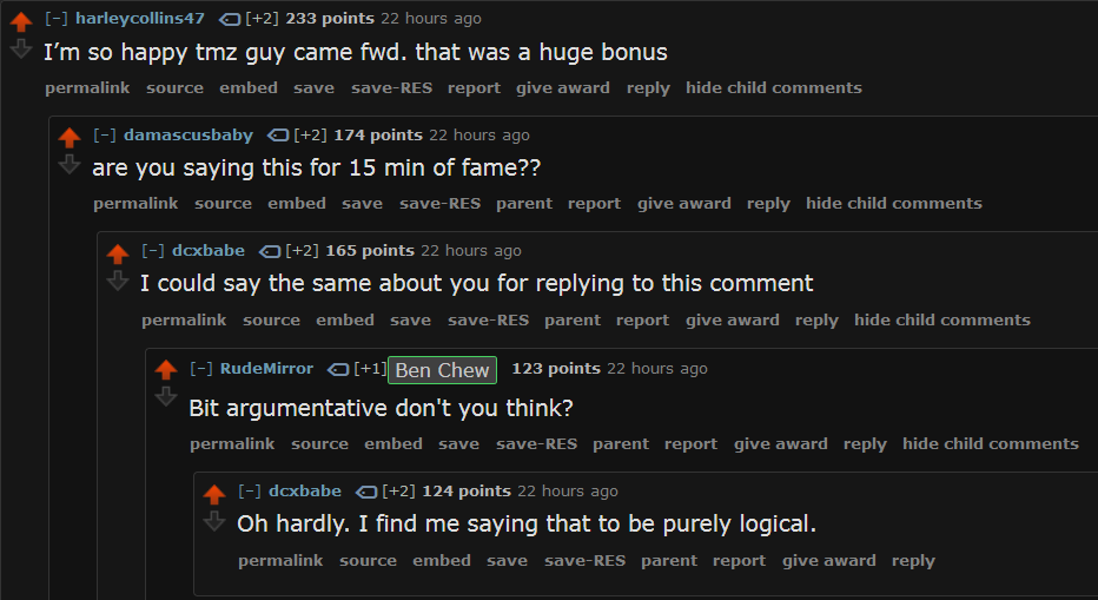 [−] harleycollins47 [+2] 233 points 22 hours ago
I’m so happy tmz guy came fwd. that was a huge bonus
permalink source embed save save-RES report give award reply hide child comments
[−] damascusbaby [+2] 174 points 22 hours ago
are you saying this for 15 min of fame??
permalink source embed save save-RES parent report give award reply hide child comments
[−] dcxbabe [+2] 165 points 22 hours ago
I could say the same about you for replying to this comment
permalink source embed save save-RES parent report give award reply hide child comments
[−] RudeMirror [+1] Ben Chew 123 points 22 hours ago
Bit argumentative don't you think?
permalink source embed save save-RES parent report give award reply hide child comments
[−] dcxbabe [+2] 124 points 22 hours ago
Oh hardly. I find me saying that to be purely logical.
permalink source embed save save-RES parent report give award reply